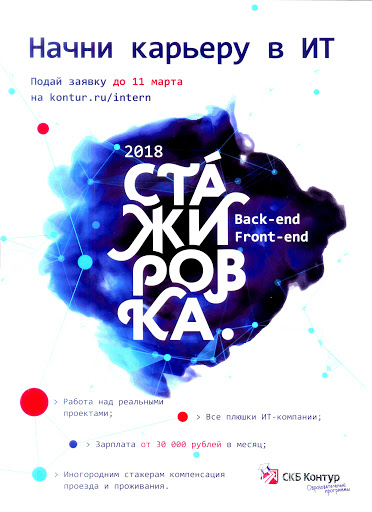 Начни карьеру в ИТ
Подай заявку до 11 марта
на kontur.ru/intern
2018
СТА́
ЖИ
РОВ
КА.
Back-end
Front-end
> Работа над реальными
проектами;
> Все плюшки ИТ-компании;
> Зарплата от 30 000 рублей в месяц;
> Иногородним стажерам компенсация
проезда и проживания.
СКБ Контур
Образовательные
программы